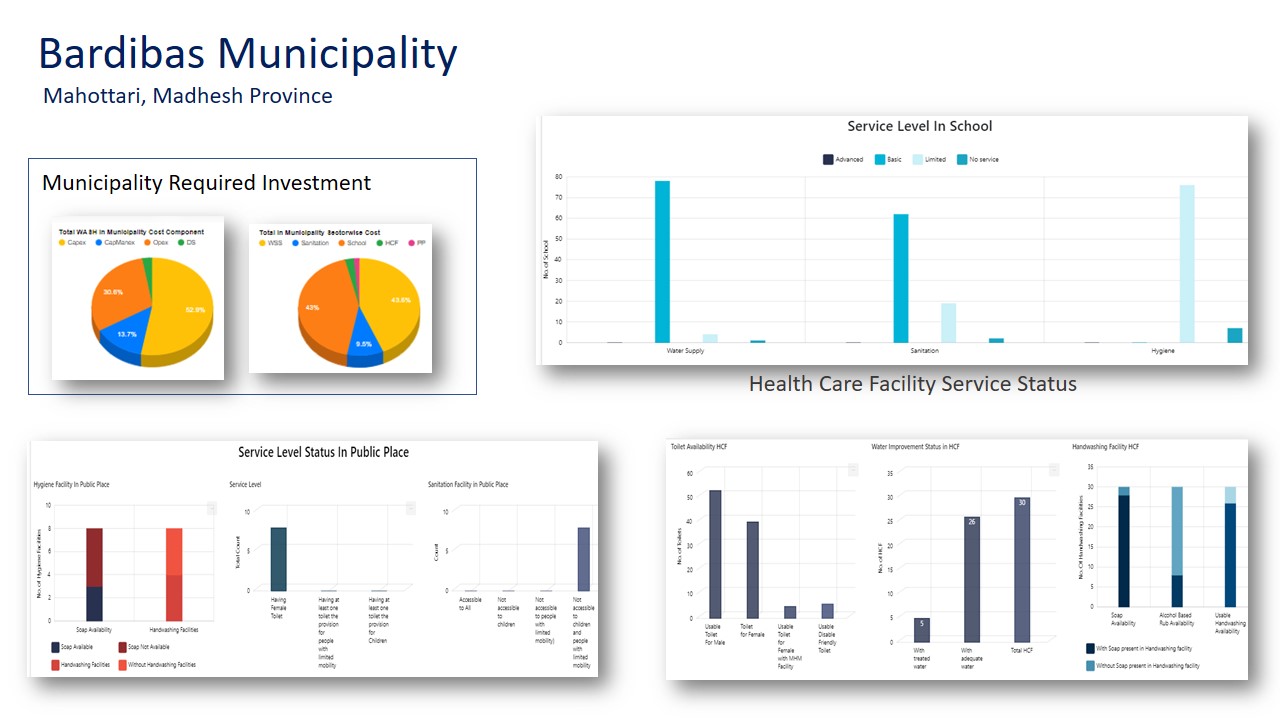 Bardibas Municipality
Mahottari, Madhesh Province
Municipality Required Investment
Total WASH in Municipality Cost Component
Capex CapManex Opex DS
30.8%
52.9%
13.7%
Total in Municipality Sectorwise Cost
WSS Sanitation School HCF PP
43%
43.6%
9.5%
Service Level In School
Advanced Basic Limited No service
No. of School
80
70
60
50
40
30
20
10
0
Water Supply Sanitation Hygiene
Health Care Facility Service Status
Service Level Status In Public Place
Hygiene Facility In Public Place
No. of Hygiene Facilities
10
8
6
4
2
0
Soap Availability Handwashing Facilities
Soap Available Soap Not Available
Handwashing Facilities Without Handwashing Facilities
Service Level
Total Count
10
5
0
Having
Female
Toilet
Having at
least one
toilet the
provision
for
people
with
limited
mobility
Having at
least one
toilet the
provision
for
Children
Sanitation Facility in Public Place
Count
10
5
0
Accessible
to All
Not
accessible
to
children
Not
accessible
to people
with
limited
mobility)
Not
accessible
to
children
and
people
with
limited
mobility
Toilet Availability HCF
No. of Toilets
60
50
40
30
20
10
0
Usable
Toilet
For Male
Toilet
for Female
Usable
Toilet
for
Female
with MHM
Facility
Usable
Disable
Friendly
Toilet
Water Improvement Status in HCF
No. of HCF
35
30
25
20
15
10
5
0
5
26
30
With
treated
water
With
adequate
water
Total HCF
Handwashing Facility HCF
No. Of Handwashing Facilities
35
30
25
20
15
10
5
0
Soap
Availability
Alcohol Based
Rub Availability
Usable
Handwashing
Availability
With Soap present in Handwashing facility
Without Soap present in Handwashing facility